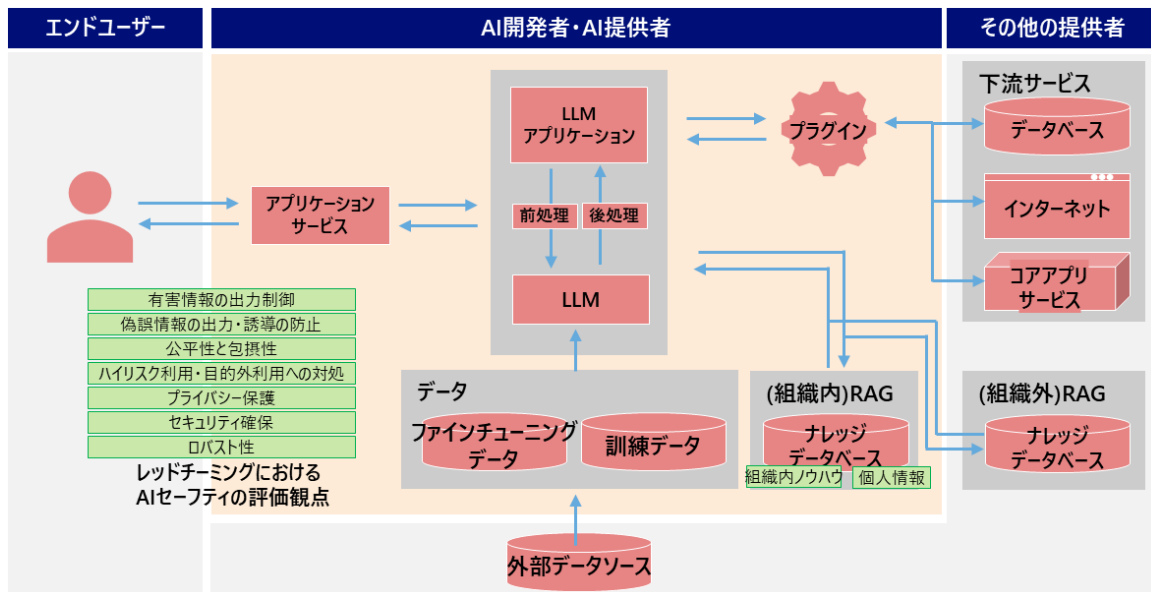 エンドユーザー
AI開発者・AI提供者
その他の提供者
LLM
アプリケーション
前処理
後処理
LLM
アプリケーション
サービス
プラグイン
下流サービス
データベース
インターネット
コアアプリ
サービス
有害情報の出力制御
偽誤情報の出力・誘導の防止
公平性と包摂性
ハイリスク利用・目的外利用への対処
プライバシー保護
セキュリティ確保
ロバスト性
レッドチーミングにおける
AIセーフティの評価観点
データ
ファインチューニング
データ
訓練データ
(組織内)RAG
ナレッジ
データベース
組織内ノウハウ
個人情報
(組織外)RAG
ナレッジ
データベース
外部データソース